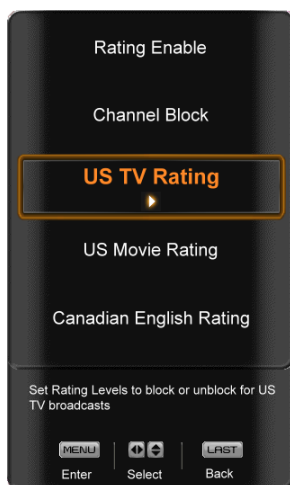 Rating Enable
Channel Block
US TV Rating
US Movie Rating
Canadian English Rating
Set Rating Levels to block or unblock for US
TV broadcasts
MENU LAST
Enter Select Back